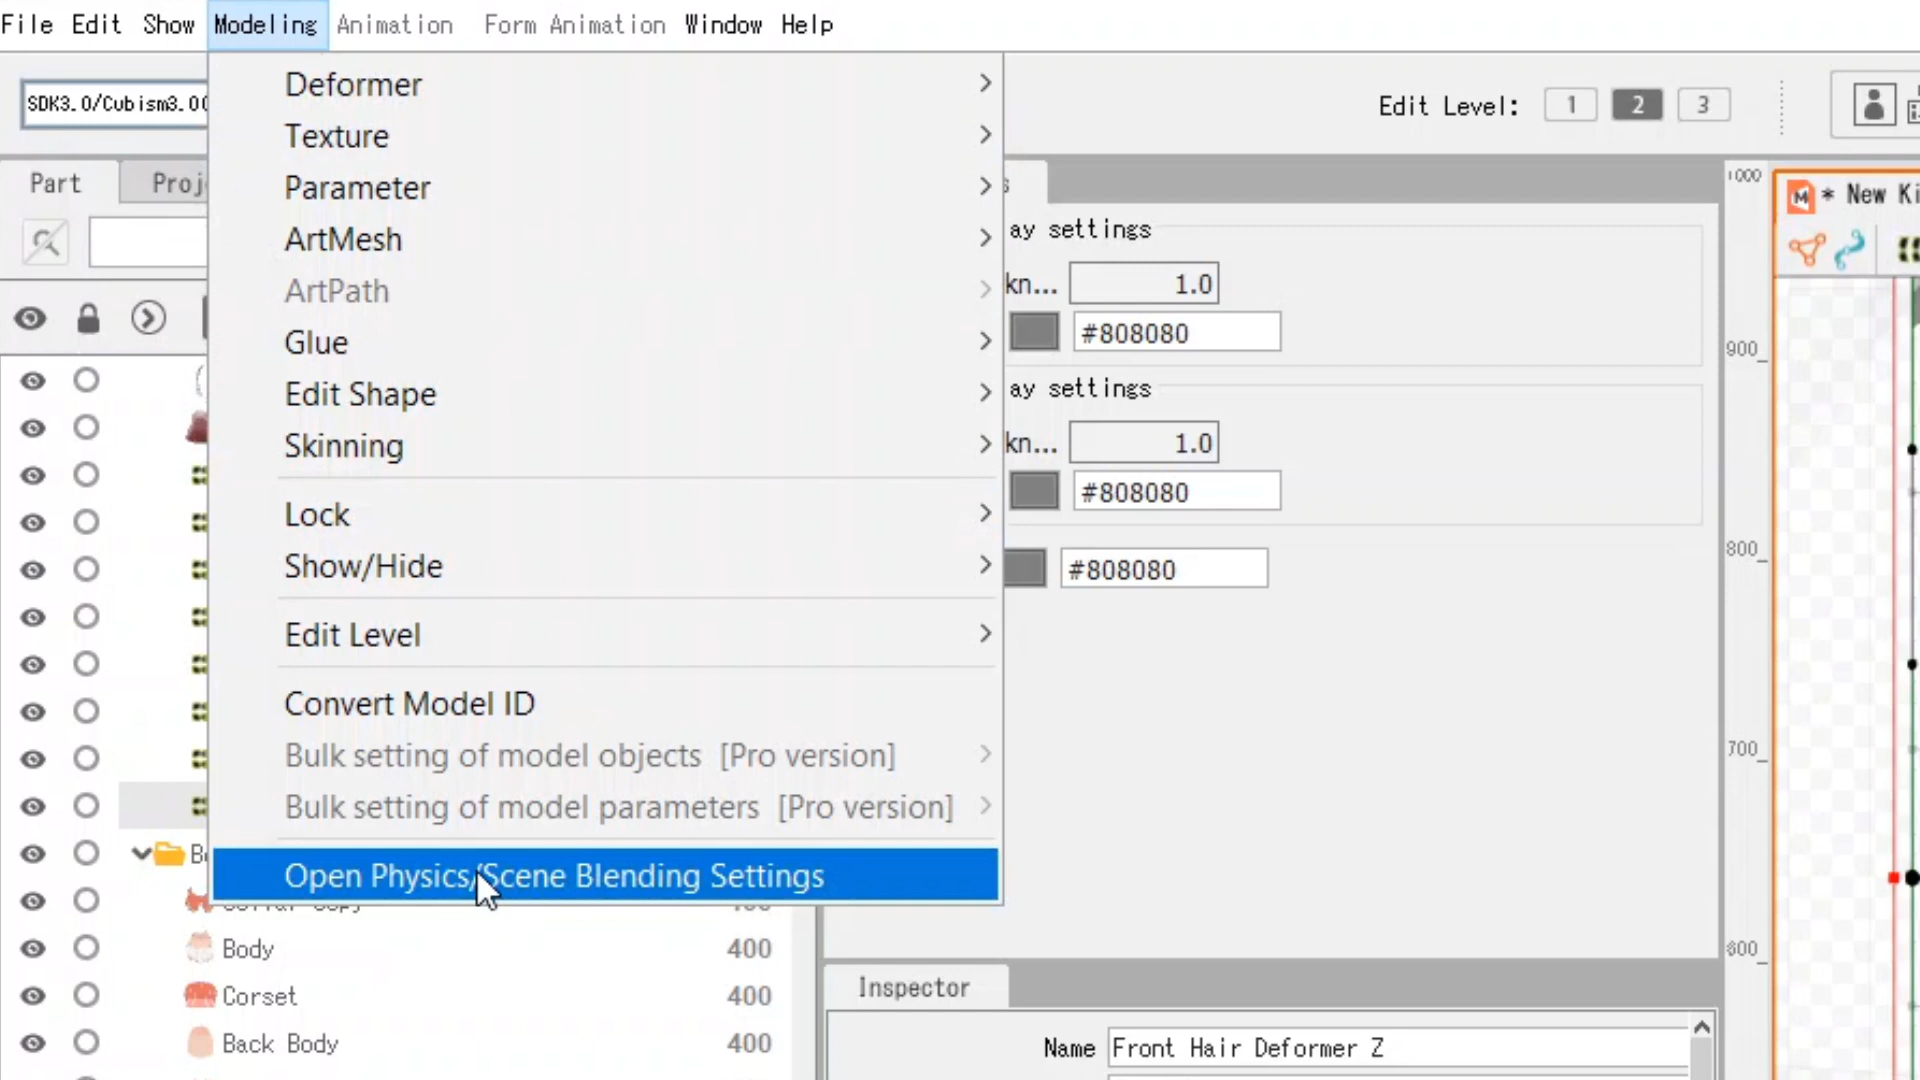 File Edit Show Modeling Animation Form Animation Window Help
SDK3.0/Cubism3.0
Edit Level: 1 2 3
Part
Deformer
Texture
Parameter
ArtMesh
ArtPath
Glue
Edit Shape
Skinning
Lock
Show/Hide
Edit Level
Convert Model ID
Bulk setting of model objects [Pro version]
Bulk setting of model parameters [Pro version]
Open Physics/Scene Blending Settings
ay settings
kn... 1.0
#808080
ay settings
kn... 1.0
#808080
#808080
1000
900
800
700
600
* New Ki
Body 400
Corset 400
Back Body 400
Inspector
Name Front Hair Deformer Z